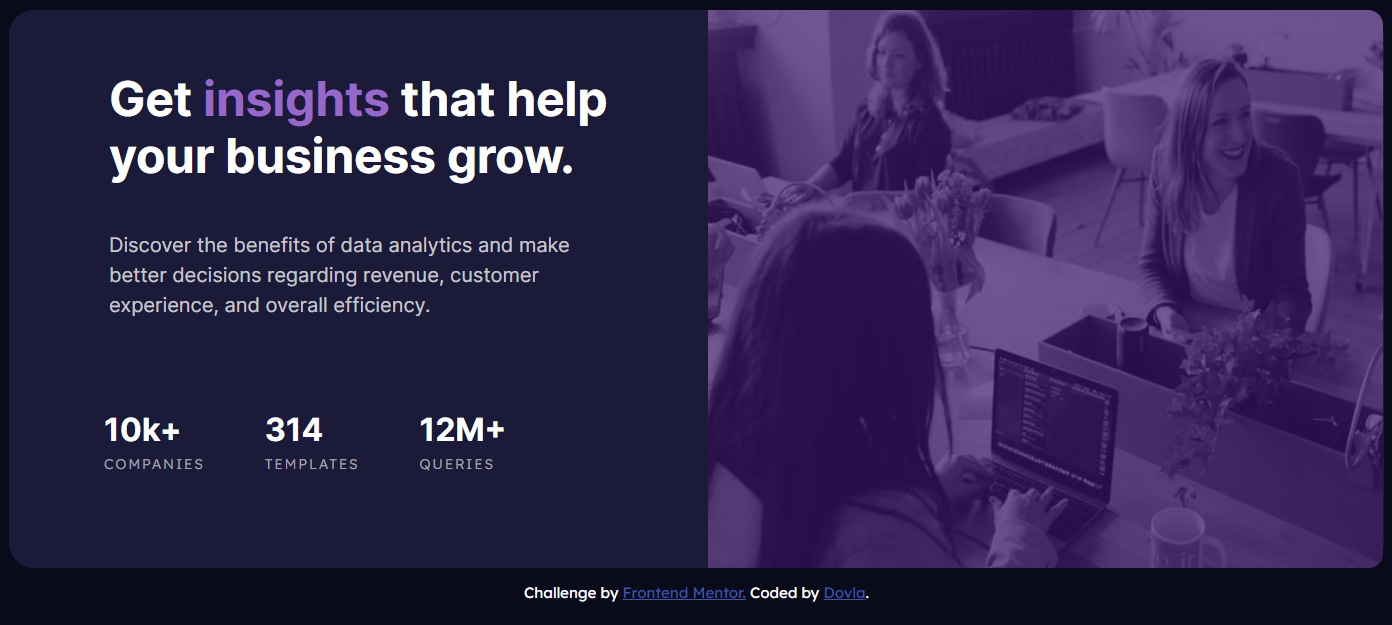 Get insights that help
your business grow.
Discover the benefits of data analytics and make
better decisions regarding revenue, customer
experience, and overall efficiency.
10k+ 314 12M+
COMPANIES TEMPLATES QUERIES
Challenge by Frontend Mentor. Coded by Dovla.